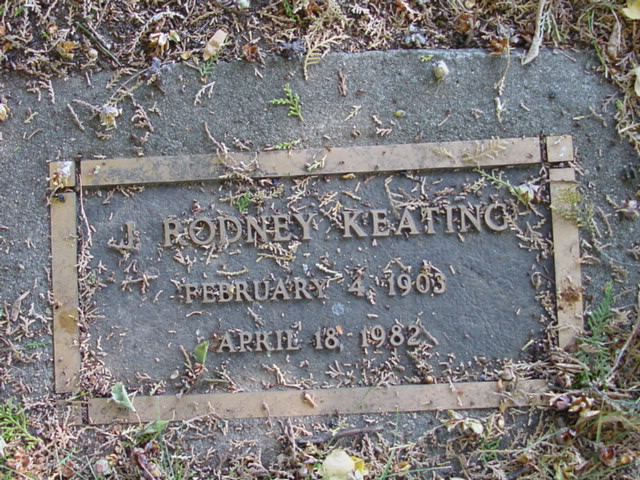 J. RODNEY KEATING
FEBRUARY 4, 1903
APRIL 18, 1982